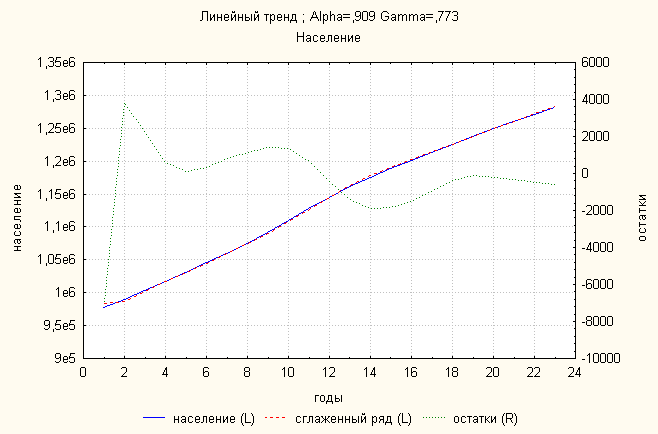 Линейный тренд ; Alpha=,909 Gamma=,773
Население
1,35e6
1,3e6
1,25e6
1,2e6
1,15e6
1,1e6
1,05e6
1e6
9,5e5
9e5
население
6000
4000
2000
0
-2000
-4000
-6000
-8000
-10000
остатки
0 2 4 6 8 10 12 14 16 18 20 22 24
годы
население (L) сглаженный ряд (L) остатки (R)